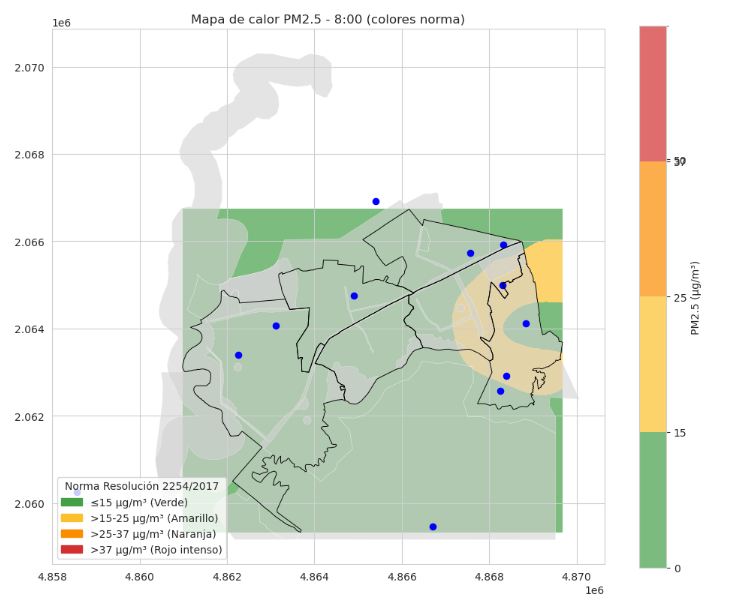 Mapa de calor PM2.5 - 8:00 (colores norma)
1e6
2.070
2.068
2.066
2.064
2.062
2.060
Norma Resolución 2254/2017
≤15 µg/m³ (Verde)
>15-25 µg/m³ (Amarillo)
>25-37 µg/m³ (Naranja)
>37 µg/m³ (Rojo intenso)
4.858
4.860
4.862
4.864
4.866
4.868
4.870
1e6
25
15
0
PM2.5 (µg/m³)